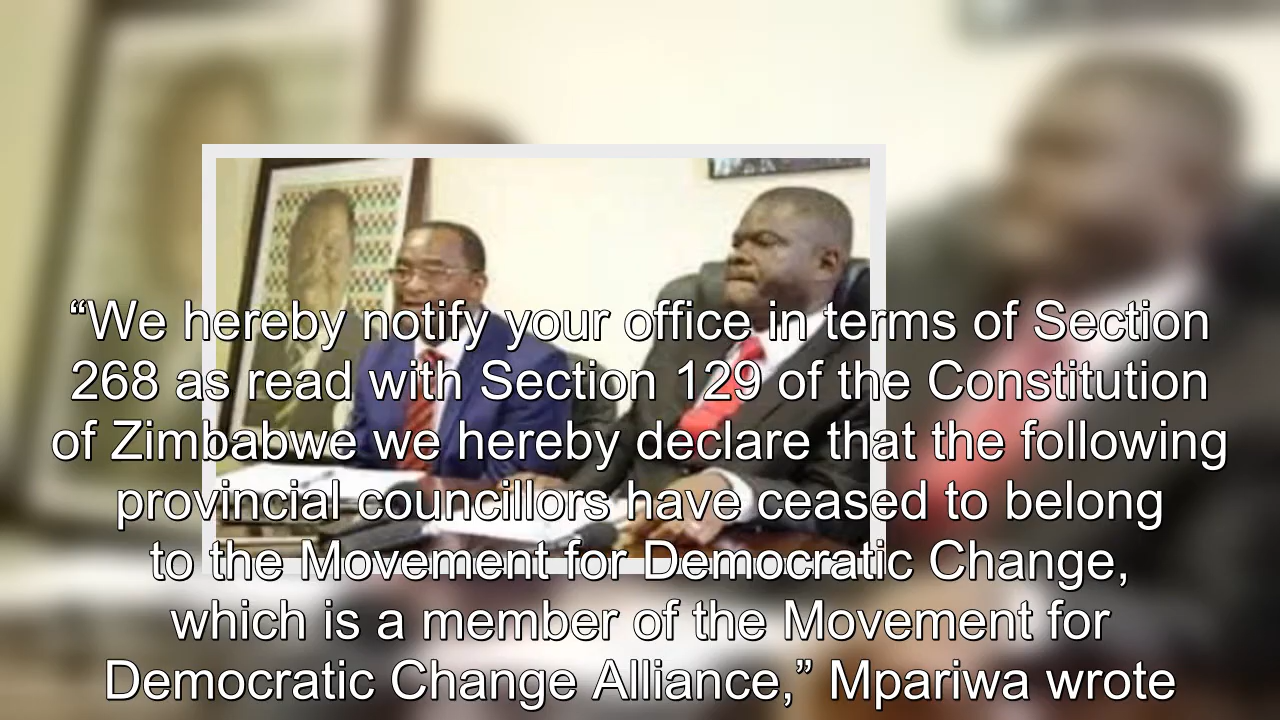 “We hereby notify your office in terms of Section
268 as read with Section 129 of the Constitution
of Zimbabwe we hereby declare that the following
provincial councillors have ceased to belong
to the Movement for Democratic Change,
which is a member of the Movement for
Democratic Change Alliance,” Mpariwa wrote